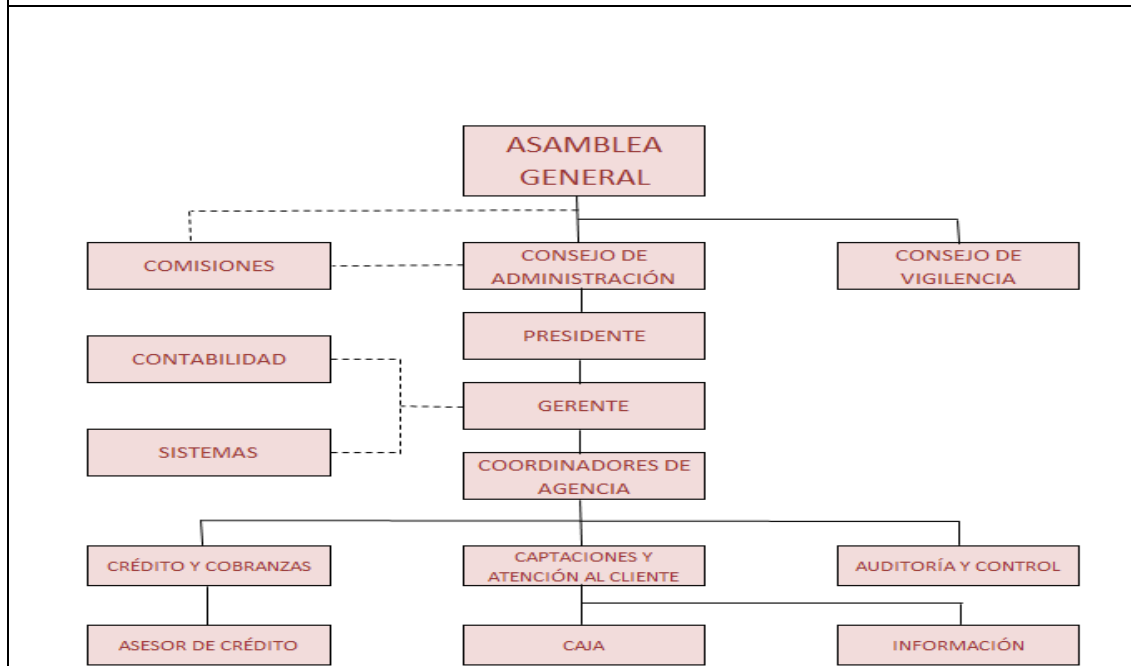 ASAMBLEA
GENERAL
COMISIONES
CONSEJO DE
ADMINISTRACIÓN
CONSEJO DE
VIGILENCIA
PRESIDENTE
CONTABILIDAD
GERENTE
SISTEMAS
COORDINADORES DE
AGENCIA
CRÉDITO Y COBRANZAS
CAPTACIONES Y
ATENCIÓN AL CLIENTE
AUDITORÍA Y CONTROL
ASESOR DE CRÉDITO
CAJA
INFORMACIÓN